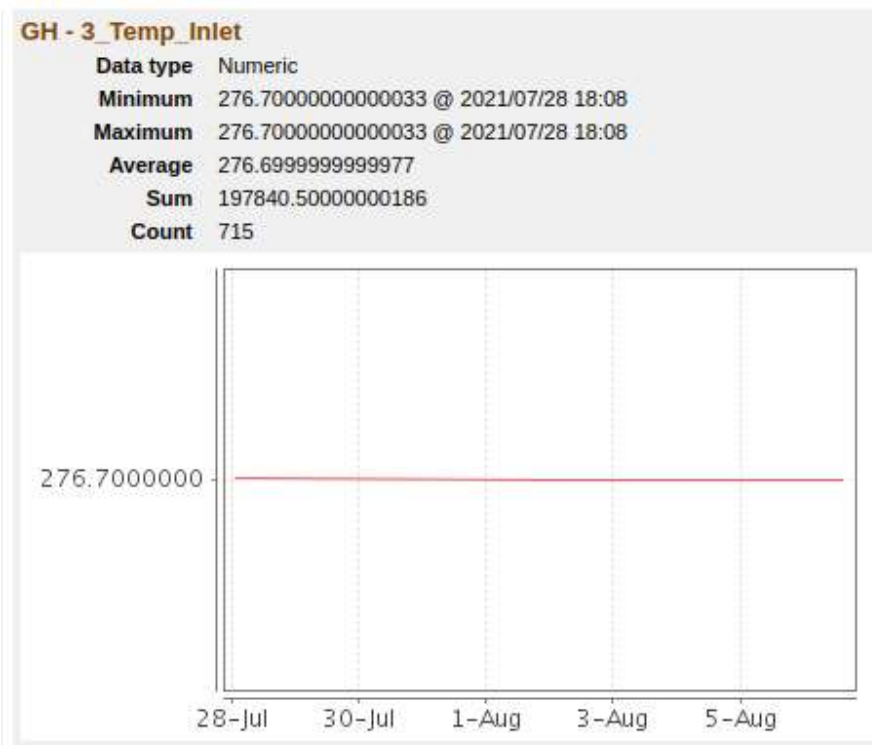 GH - 3_Temp_Inlet
Data type Numeric
Minimum 276.70000000000033 @ 2021/07/28 18:08
Maximum 276.70000000000033 @ 2021/07/28 18:08
Average 276.6999999999977
Sum 197840.50000000186
Count 715
276.7000000
28-Jul 30-Jul 1-Aug 3-Aug 5-Aug